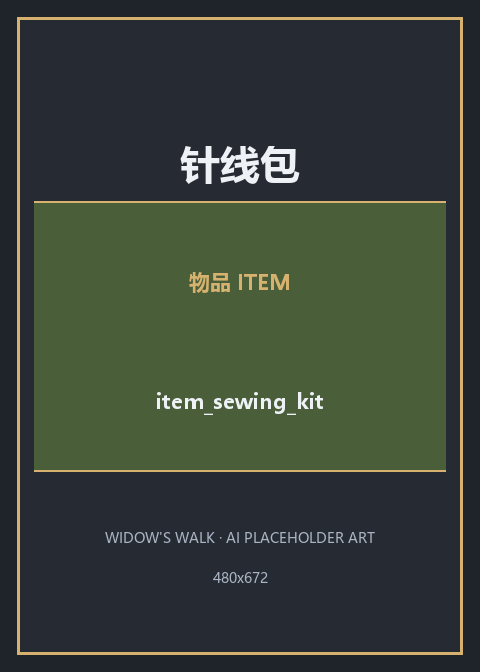 针线包
物品 ITEM
item_sewing_kit
WIDOW'S WALK · AI PLACEHOLDER ART
480x672